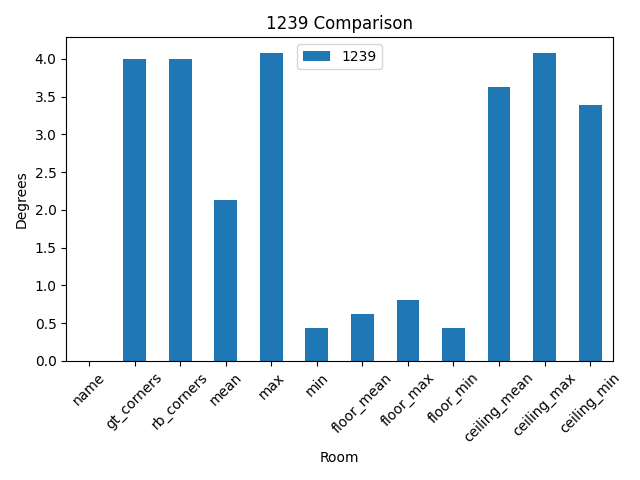 1239 Comparison
1239
Degrees
4.0
3.5
3.0
2.5
2.0
1.5
1.0
0.5
0.0
name
gt_corners
rb_corners
mean
max
min
floor_mean
floor_max
floor_min
ceiling_mean
ceiling_max
ceiling_min
Room